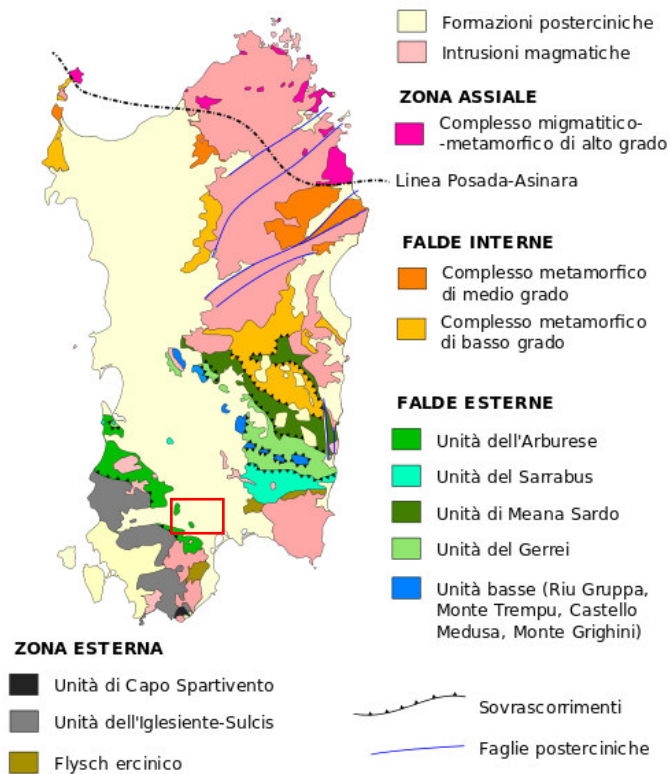 Formazioni posterciniche
Intrusioni magmatiche
ZONA ASSIALE
Complesso migmatitico-
-metamorfico di alto grado
Linea Posada-Asinara
FALDE INTERNE
Complesso metamorfico
di medio grado
Complesso metamorfico
di basso grado
FALDE ESTERNE
Unità dell'Arburese
Unità del Sarrabus
Unità di Meana Sardo
Unità del Gerrei
Unità basse (Riu Gruppa,
Monte Trempu, Castello
Medusa, Monte Grighini)
ZONA ESTERNA
Unità di Capo Spartivento
Unità dell'Iglesiente-Sulcis
Flysch ercinico
Sovrascorrimenti
Faglie posterciniche